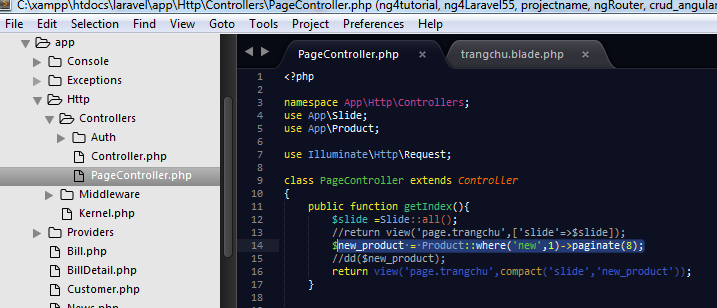 C:\xampp\htdocs\laravel\app\Http\Controllers\PageController.php (ng4tutorial, ng4Laravel55, projectname, ngRouter, crud_angular
File Edit Selection Find View Goto Tools Project Preferences Help
app
Console
Exceptions
Http
Controllers
Auth
Controller.php
PageController.php
Middleware
Kernel.php
Providers
Bill.php
BillDetail.php
Customer.php
PageController.php trangchu.blade.php
1 <?php
2
3 namespace App\Http\Controllers;
4 use App\Slide;
5 use App\Product;
6
7 use Illuminate\Http\Request;
8
9 class PageController extends Controller
10 {
11 public function getIndex(){
12 $slide =Slide::all();
13 //return view('page.trangchu',['slide'=>$slide]);
14 $new_product = Product::where('new',1)->paginate(8);
15 //dd($new_product);
16 return view('page.trangchu',compact('slide','new_product'));
17 }